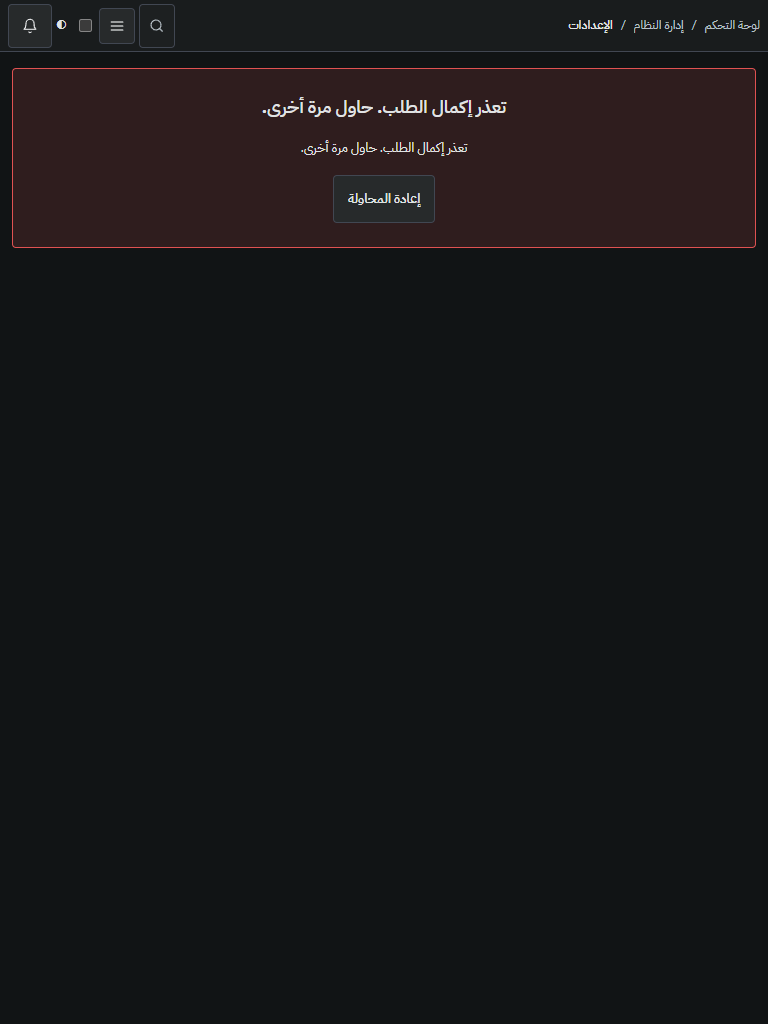 لوحة التحكم / إدارة النظام / الإعدادات
تعذر إكمال الطلب. حاول مرة أخرى.
تعذر إكمال الطلب. حاول مرة أخرى.
إعادة المحاولة